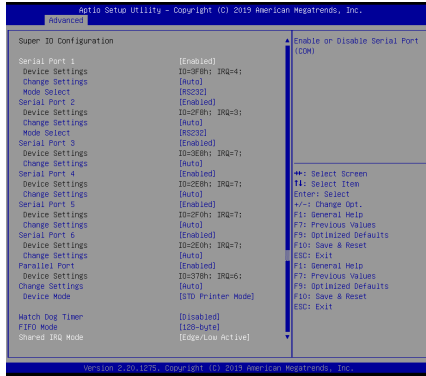 Aptio Setup Utility – Copyright (C) 2019 American Megatrends, Inc.
Advanced
Super IO Configuration
Serial Port 1 [Enabled]
Device Settings IO=3F8h; IRQ=4;
Change Settings [Auto]
Mode Select [RS232]
Serial Port 2 [Enabled]
Device Settings IO=2F8h; IRQ=3;
Change Settings [Auto]
Mode Select [RS232]
Serial Port 3 [Enabled]
Device Settings IO=3E8h; IRQ=7;
Change Settings [Auto]
Serial Port 4 [Enabled]
Device Settings IO=2E8h; IRQ=7;
Change Settings [Auto]
Serial Port 5 [Enabled]
Device Settings IO=2F0h; IRQ=7;
Change Settings [Auto]
Serial Port 6 [Enabled]
Device Settings IO=2E0h; IRQ=7;
Change Settings [Auto]
Parallel Port [Enabled]
Device Settings IO=378h; IRQ=6;
Change Settings [Auto]
Device Mode [STD Printer Mode]
Watch Dog Timer [Disabled]
FIFO Mode [128-byte]
Shared IRQ Mode [Edge/Low Active]
Enable or Disable Serial Port
(COM)
→←: Select Screen
↑↓: Select Item
Enter: Select
+/-: Change Opt.
F1: General Help
F7: Previous Values
F9: Optimized Defaults
F10: Save & Reset
ESC: Exit
F1: General Help
F7: Previous Values
F9: Optimized Defaults
F10: Save & Reset
ESC: Exit
Version 2.20.1275. Copyright (C) 2019 American Megatrends, Inc.